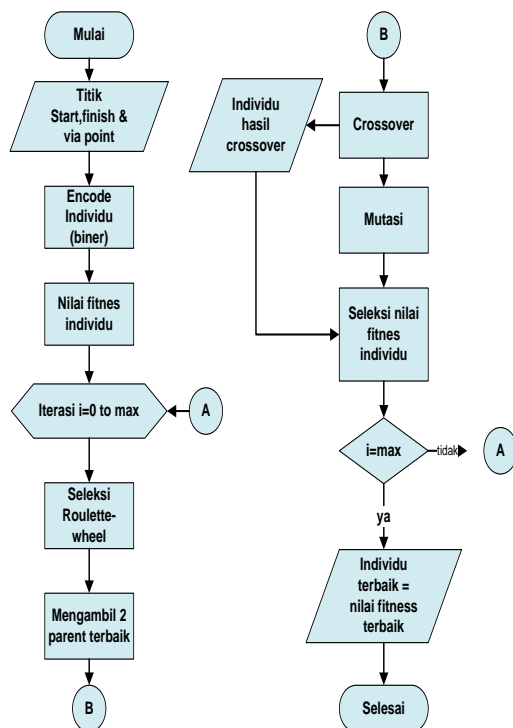 Mulai
Titik
Start,finish &
via point
Encode
Individu
(biner)
Nilai fitnes
individu
Iterasi i=0 to max
A
Seleksi
Roulette-
wheel
Mengambil 2
parent terbaik
B
B
Crossover
Individu
hasil
crossover
Mutasi
Seleksi nilai
fitnes
individu
i=max
tidak
A
ya
Individu
terbaik =
nilai fitness
terbaik
Selesai